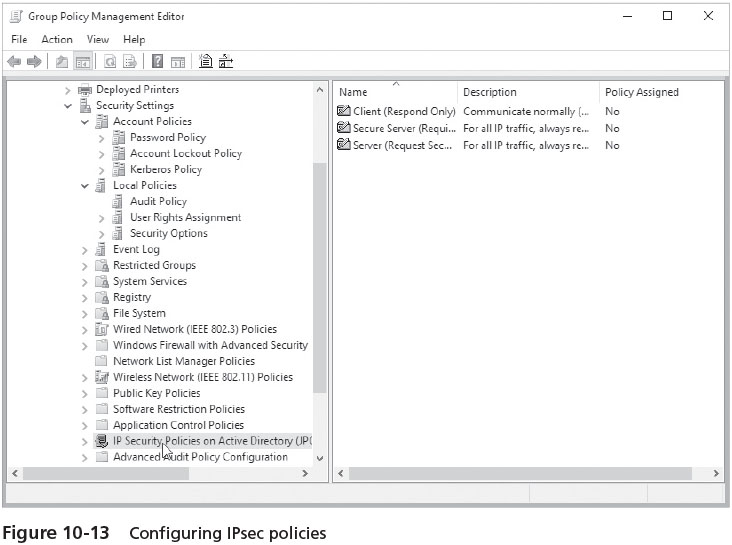 Group Policy Management Editor
File Action View Help
Deployed Printers
Security Settings
Account Policies
Password Policy
Account Lockout Policy
Kerberos Policy
Local Policies
Audit Policy
User Rights Assignment
Security Options
Event Log
Restricted Groups
System Services
Registry
File System
Wired Network (IEEE 802.3) Policies
Windows Firewall with Advanced Security
Network List Manager Policies
Wireless Network (IEEE 802.11) Policies
Public Key Policies
Software Restriction Policies
Application Control Policies
IP Security Policies on Active Directory (JP
Advanced Audit Policy Configuration
Name Description Policy Assigned
Client (Respond Only) Communicate normally (... No
Secure Server (Requi... For all IP traffic, always re... No
Server (Request Sec... For all IP traffic, always re... No
Figure 10-13 Configuring IPsec policies